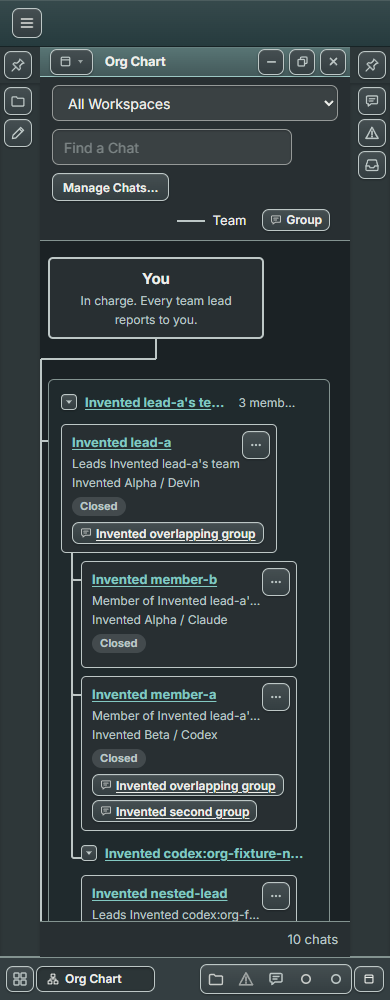 Org Chart
All Workspaces
Find a Chat
Manage Chats...
Team
Group
You
In charge. Every team lead
reports to you.
Invented lead-a's te... 3 memb...
Invented lead-a
Leads Invented lead-a's team
Invented Alpha / Devin
Closed
Invented overlapping group
Invented member-b
Member of Invented lead-a'...
Invented Alpha / Claude
Closed
Invented member-a
Member of Invented lead-a'...
Invented Beta / Codex
Closed
Invented overlapping group
Invented second group
Invented codex:org-fixture-n...
Invented nested-lead
Leads Invented codex:org-f...
10 chats
Org Chart